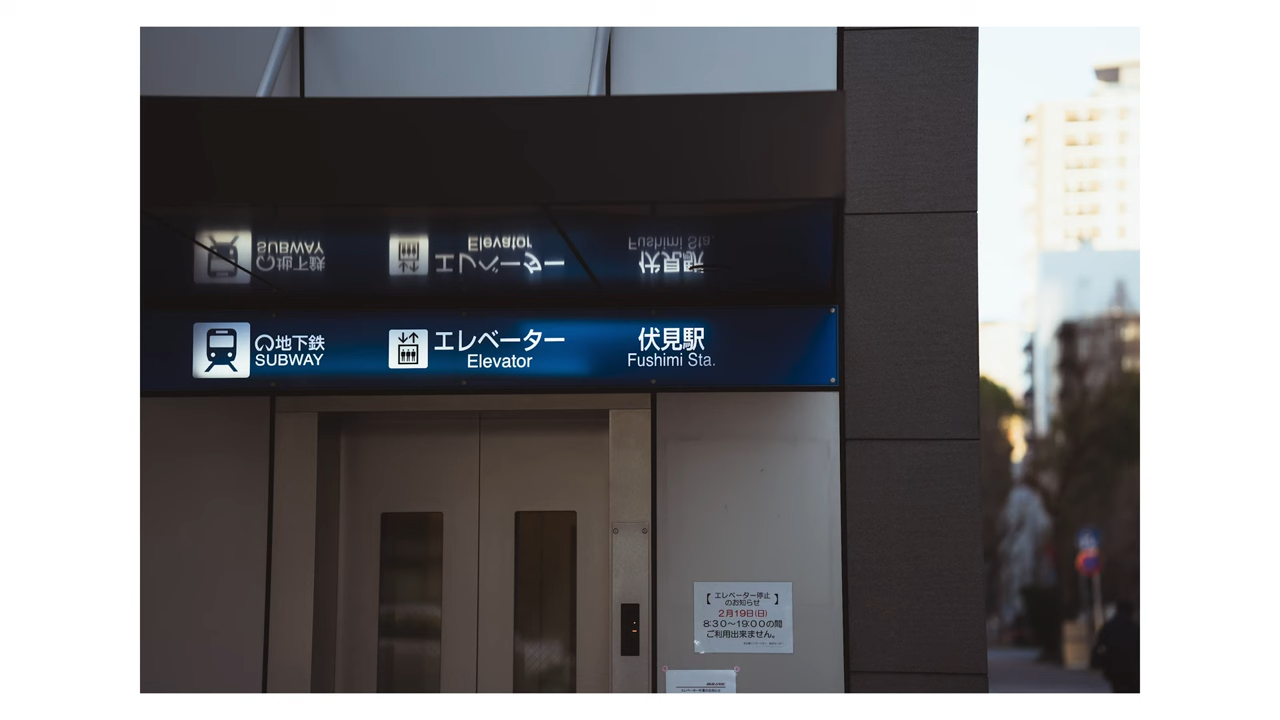 地下鉄
SUBWAY
エレベーター
Elevator
伏見駅
Fushimi Sta.
【エレベーター停止
のお知らせ】
2月19日(日)
8:30～19:00の間
ご利用出来ません。